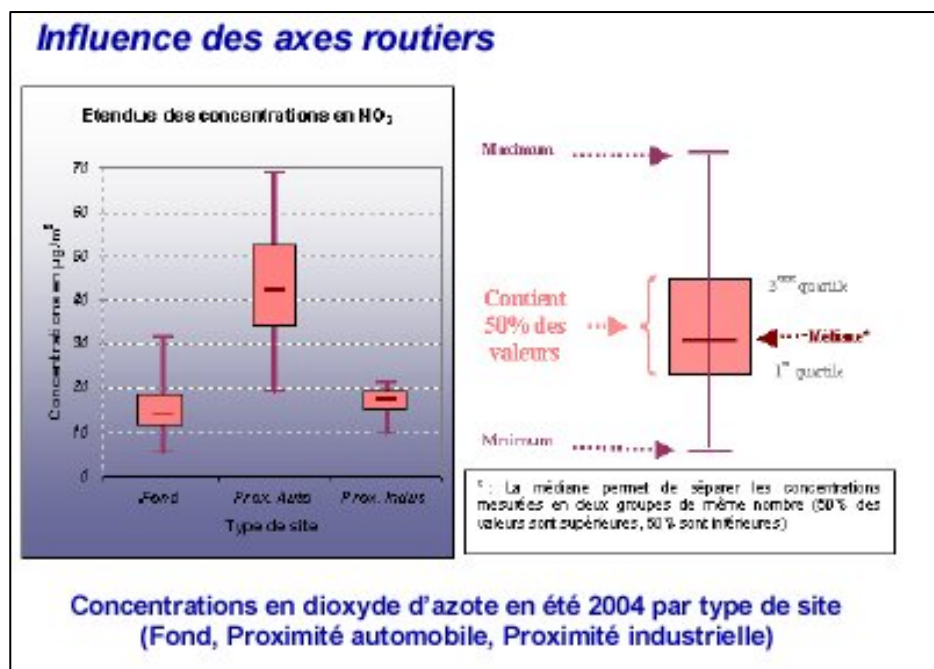 Influence des axes routiers
Etendue des concentrations en NO₂
Concentrations en µg/m³
70
60
50
40
30
20
10
0
Fond
Prox. Auto
Prox. Indus
Type de site
Maximum
Contient
50% des
valeurs
3ème quartile
Médiane*
1er quartile
Minimum
* : La médiane permet de séparer les concentrations
mesurées en deux groupes de même nombre (50% des
valeurs sont supérieures, 50% sont inférieures)
Concentrations en dioxyde d'azote en été 2004 par type de site
(Fond, Proximité automobile, Proximité industrielle)